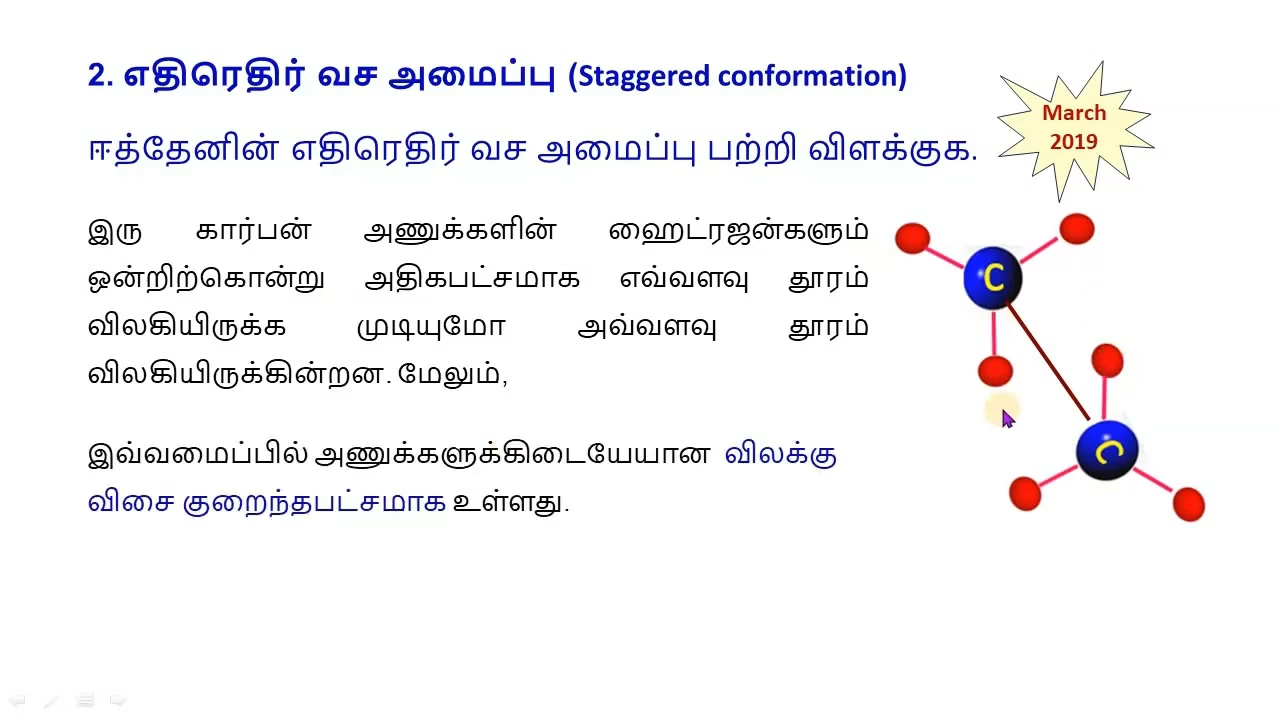 2. எதிரெதிர் வச அமைப்பு (Staggered conformation)
March
2019
ஈத்தேனின் எதிரெதிர் வச அமைப்பு பற்றி விளக்குக.
இரு கார்பன் அணுக்களின் ஹைட்ரஜன்களும்
ஒன்றிற்கொன்று அதிகபட்சமாக எவ்வளவு தூரம்
விலகியிருக்க முடியுமோ அவ்வளவு தூரம்
விலகியிருக்கின்றன. மேலும்,
இவ்வமைப்பில் அணுக்களுக்கிடையேயான விலக்கு
விசை குறைந்தபட்சமாக உள்ளது.
C
C